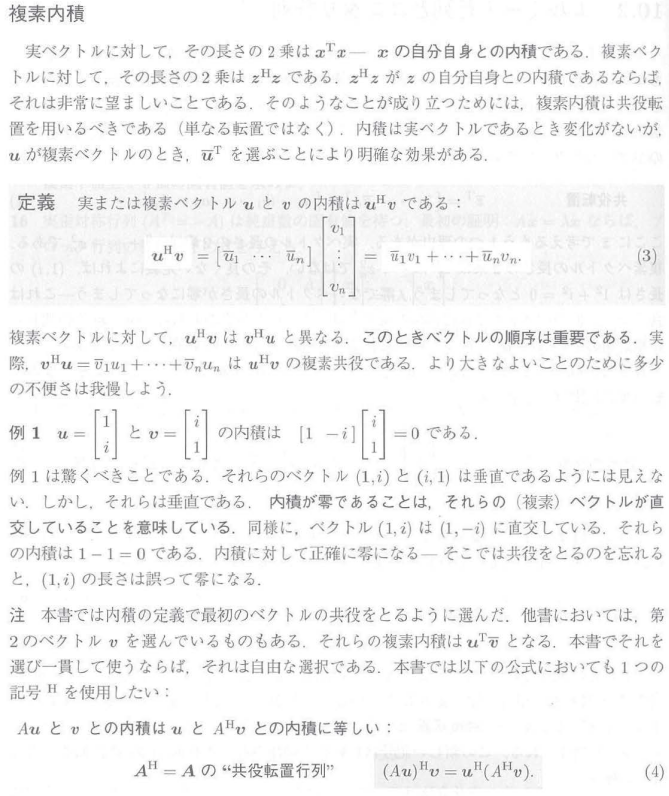 複素内積
実ベクトルに対して，その長さの 2 乗は xᵀx— x の自分自身との内積である．複素ベク
トルに対して，その長さの 2 乗は zᴴz である．zᴴz が z の自分自身との内積であるならば，
それは非常に望ましいことである．そのようなことが成り立つためには，複素内積は共役転
置を用いるべきである（単なる転置ではなく）．内積は実ベクトルであるとき変化がないが，
u が複素ベクトルのとき，u̅ᵀ を選ぶことにより明確な効果がある．
定義 実または複素ベクトル u と v の内積は uᴴv である：
uᴴv = [u̅₁ ⋯ u̅ₙ] [v₁ ⋮ vₙ] = u̅₁v₁ + ⋯ + u̅ₙvₙ. (3)
複素ベクトルに対して，uᴴv は vᴴu と異なる．このときベクトルの順序は重要である．実
際，vᴴu = v̅₁u₁ + ⋯ + v̅ₙuₙ は uᴴv の複素共役である．より大きなよいことのために多少
の不便さは我慢しよう．
例 1 u = [1 i] と v = [i 1] の内積は [1 −i] [i 1] = 0 である．
例 1 は驚くべきことである．それらのベクトル (1, i) と (i, 1) は垂直であるようには見えな
い．しかし，それらは垂直である．内積が零であることは，それらの（複素）ベクトルが直
交していることを意味している．同様に，ベクトル (1, i) は (1, −i) に直交している．それら
の内積は 1 − 1 = 0 である．内積に対して正確に零になる— そこでは共役をとるのを忘れる
と，(1, i) の長さは誤って零になる．
注 本書では内積の定義で最初のベクトルの共役をとるように選んだ．他書においては，第
2 のベクトル v を選んでいるものもある．それらの複素内積は uᵀv̅ となる．本書でそれを
選び一貫して使うならば，それは自由な選択である．本書では以下の公式においても 1 つの
記号 ᴴ を使用したい：
Au と v との内積は u と Aᴴv との内積に等しい：
Aᴴ = A の “共役転置行列” (Au)ᴴv = uᴴ(Aᴴv). (4)